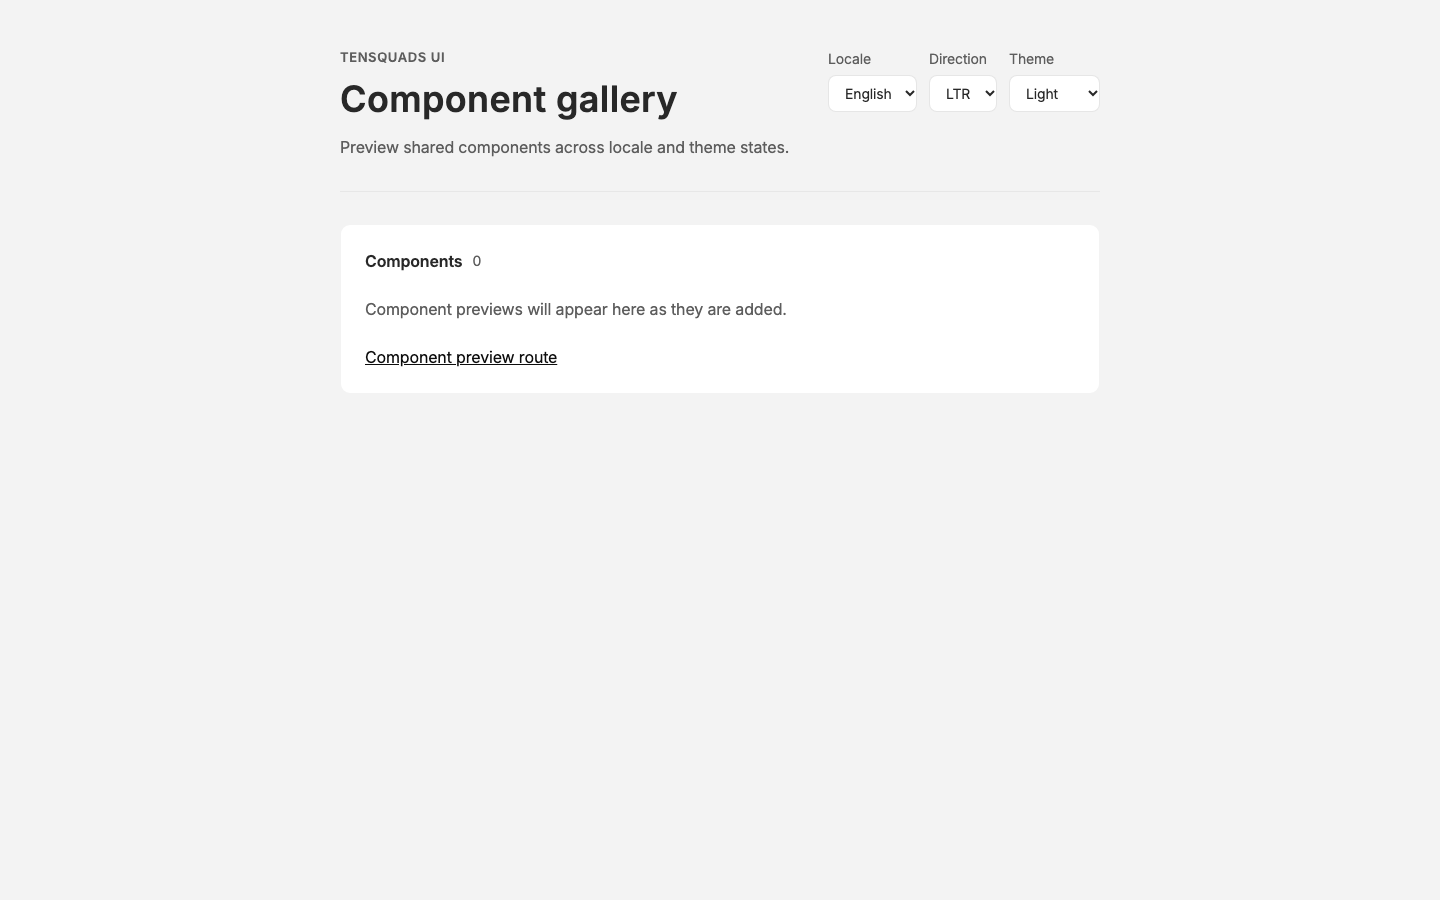 TENSQUADS UI
Component gallery
Preview shared components across locale and theme states.
Locale
Direction
Theme
English
LTR
Light
Components 0
Component previews will appear here as they are added.
Component preview route